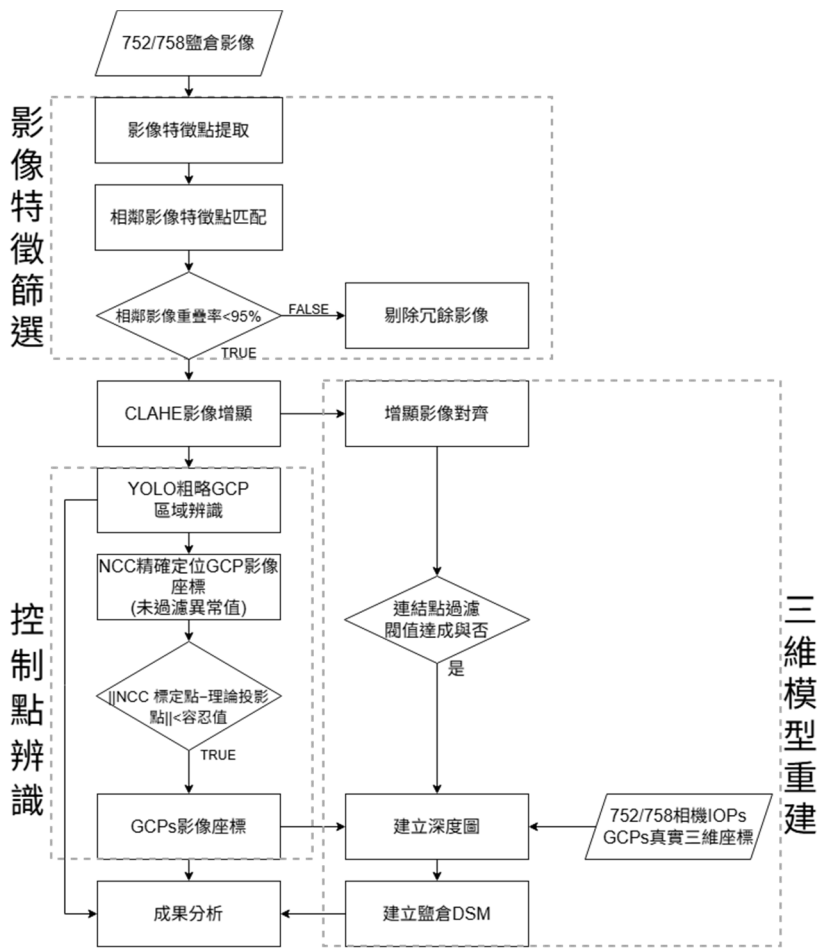 752/758鹽倉影像
影像特徵篩選
影像特徵點提取
相鄰影像特徵點匹配
相鄰影像重疊率<95%
FALSE
剔除冗餘影像
TRUE
CLAHE影像增顯
增顯影像對齊
控制點辨識
YOLO粗略GCP
區域辨識
NCC精確定位GCP影像
座標
(未過濾異常值)
||NCC 標定點–理論投影
點||<容忍值
TRUE
GCPs影像座標
三維模型重建
連結點過濾
閥值達成與否
是
建立深度圖
752/758相機IOPs
GCPs真實三維座標
成果分析
建立鹽倉DSM